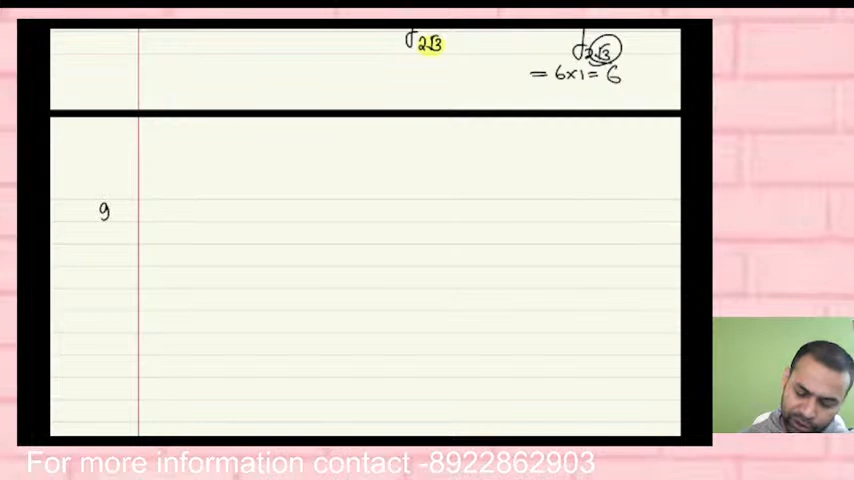 2√3
2√3
= 6×1 = 6
9
For more information contact -8922862903